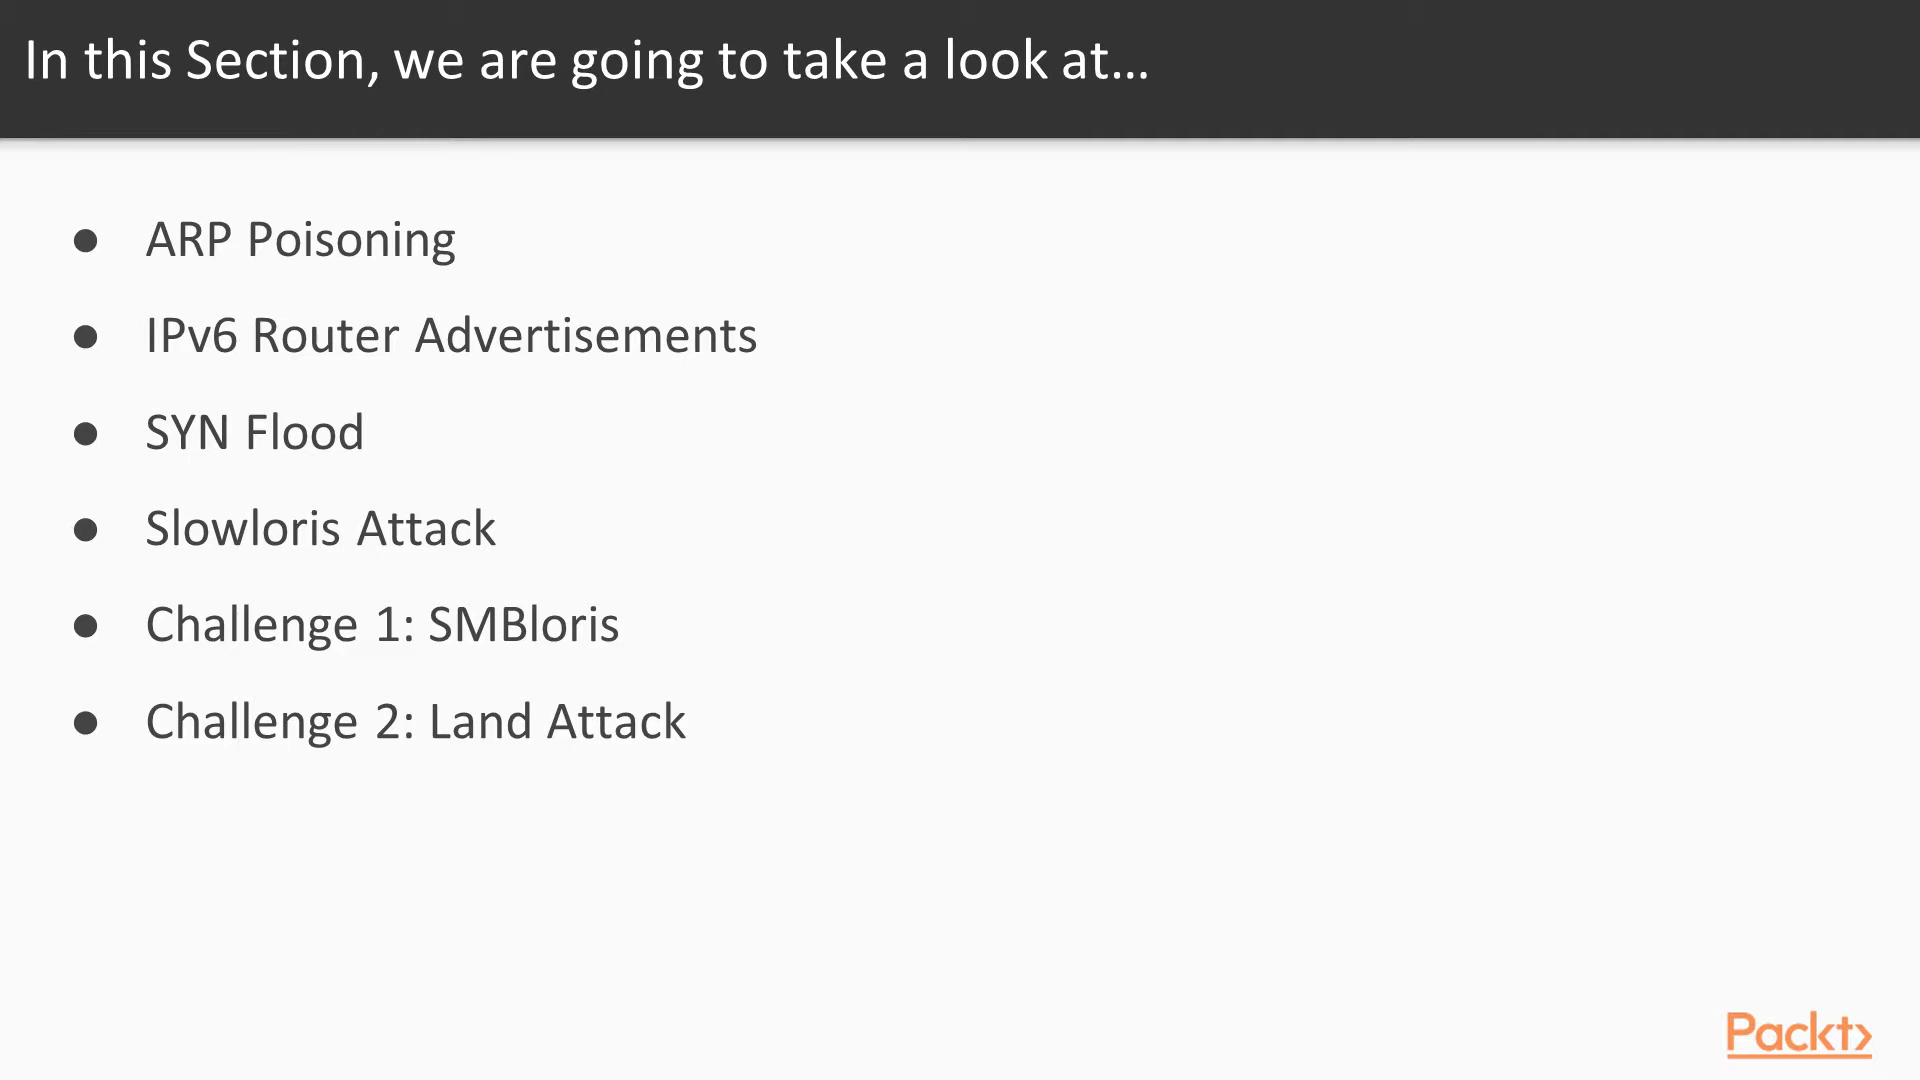 In this Section, we are going to take a look at...
● ARP Poisoning
● IPv6 Router Advertisements
● SYN Flood
● Slowloris Attack
● Challenge 1: SMBloris
● Challenge 2: Land Attack
Packt>